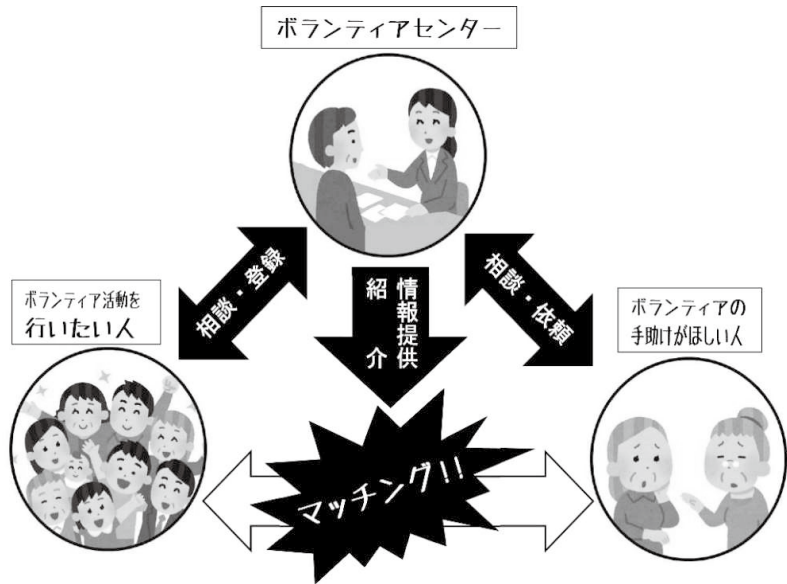 ボランティアセンター
相談・登録
情報提供
紹介
相談・依頼
ボランティア活動を
行いたい人
ボランティアの
手助けがほしい人
マッチング!!